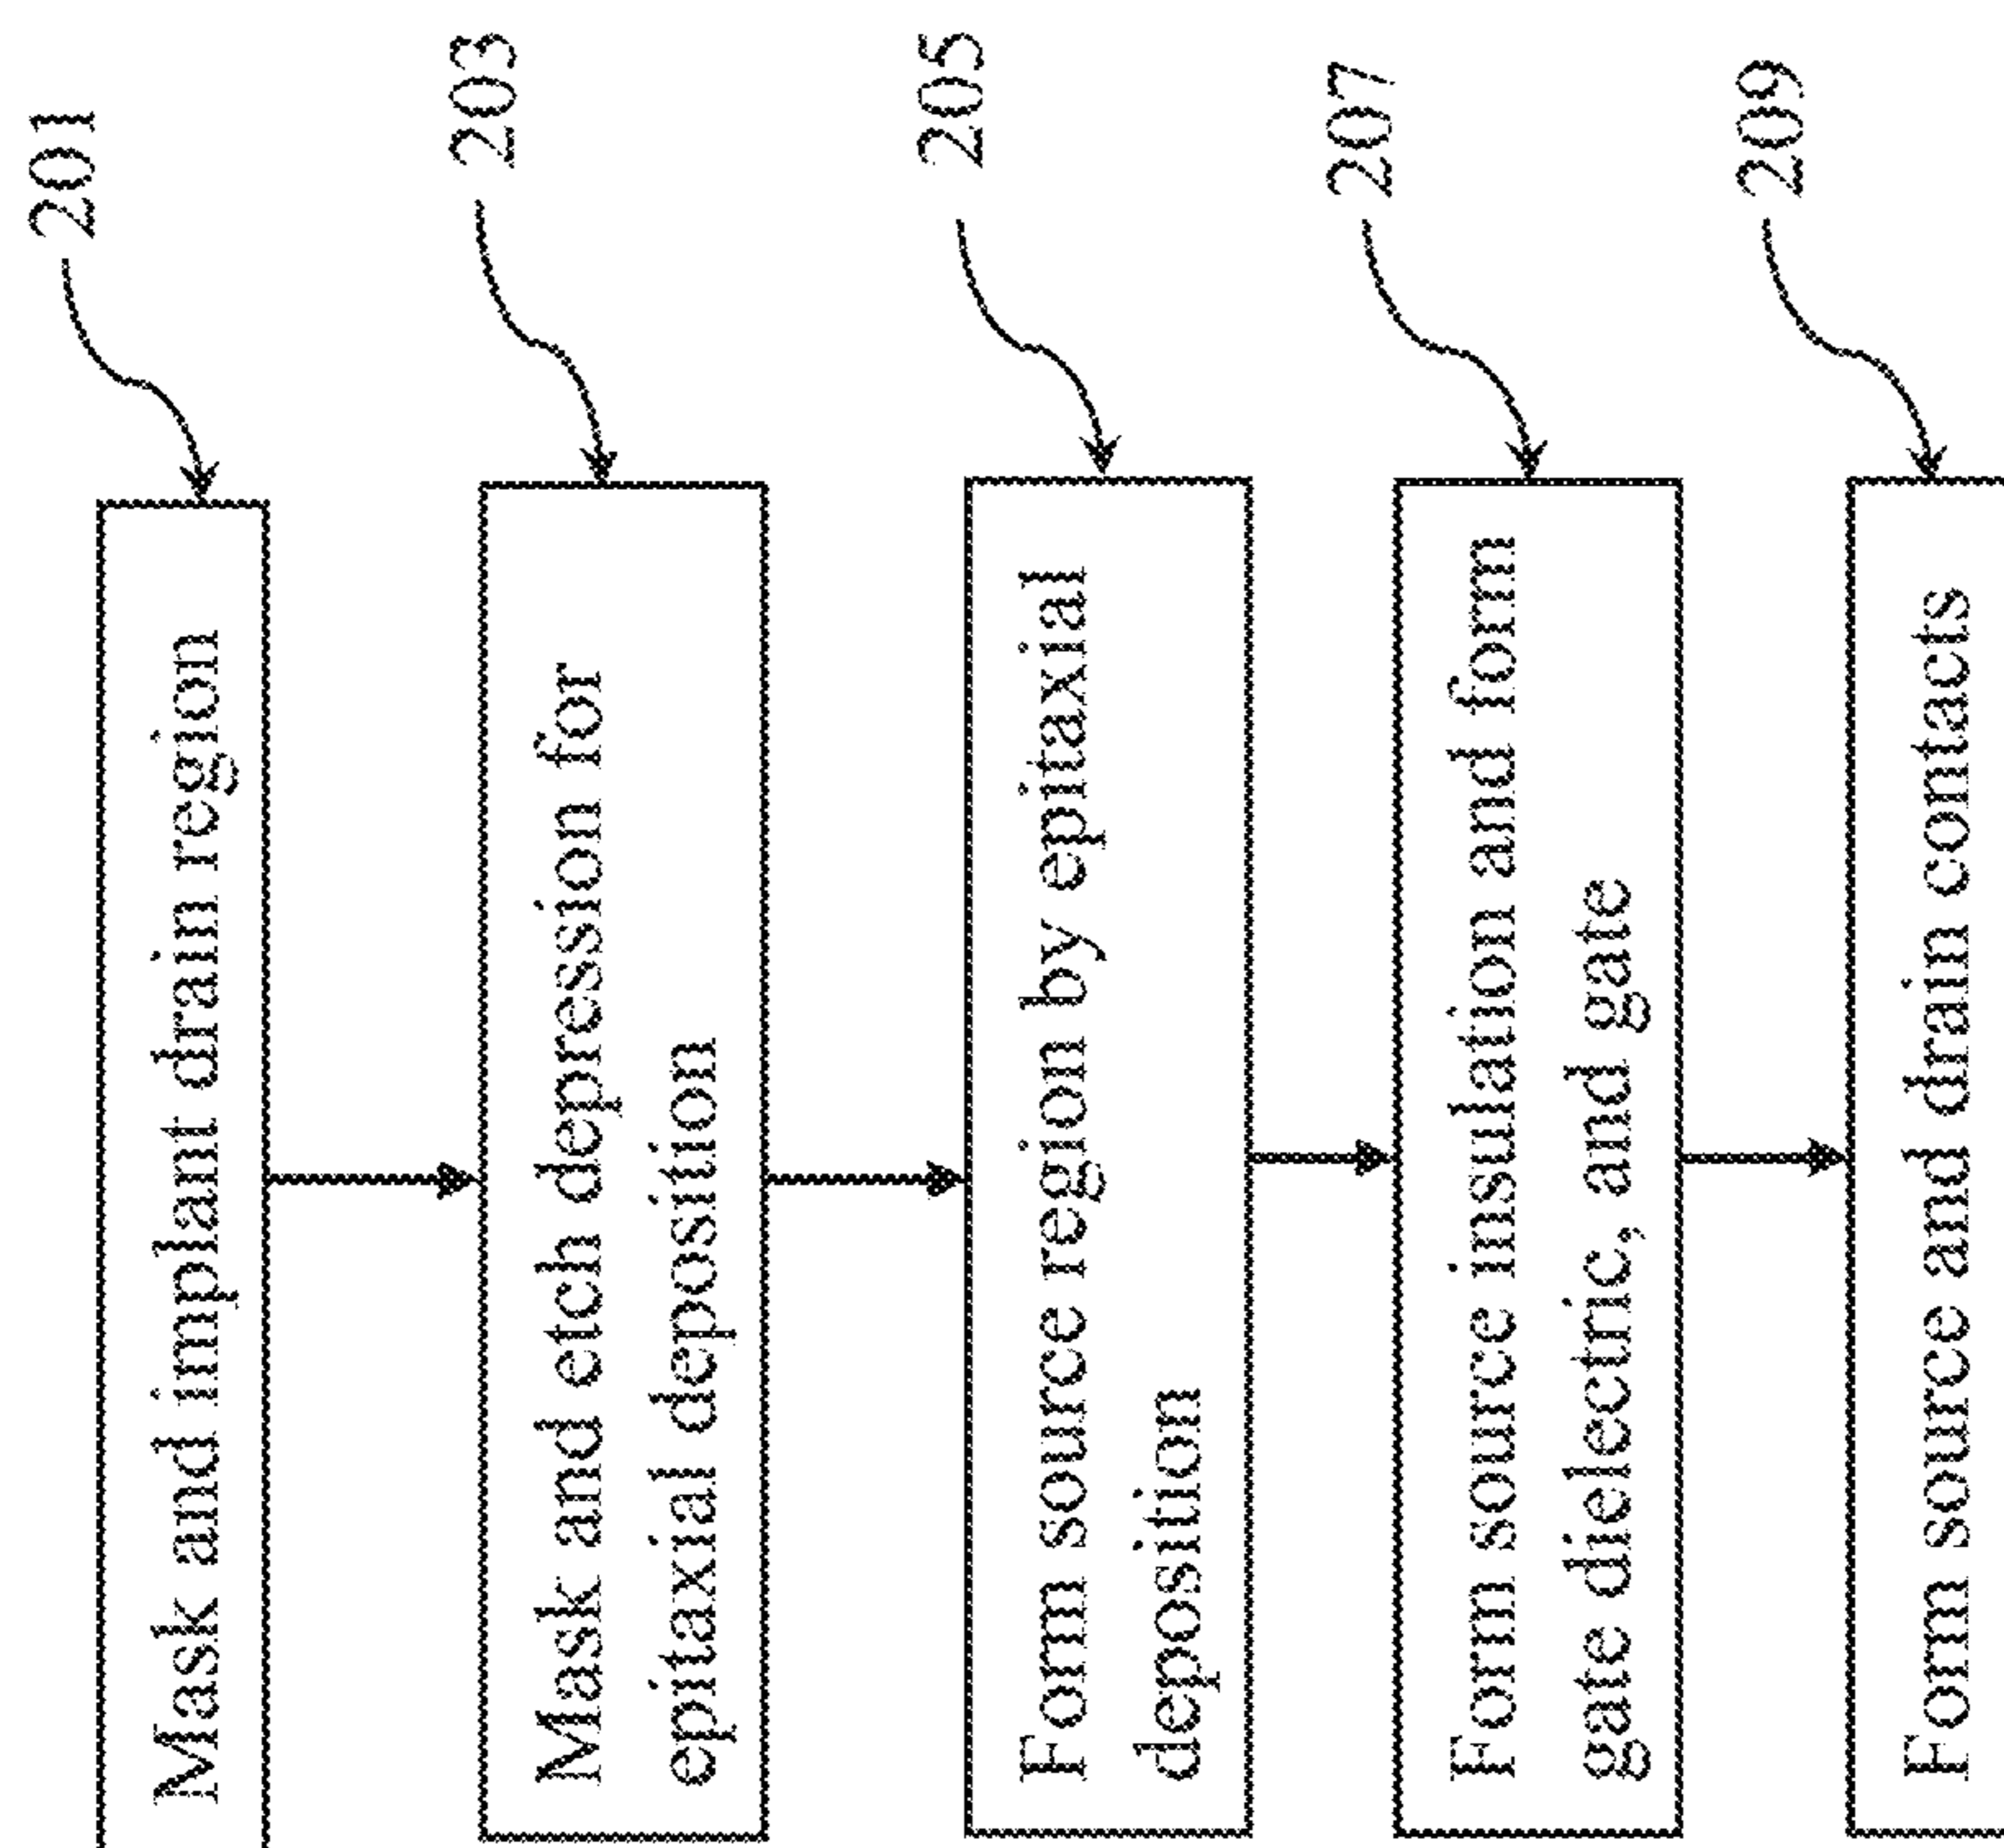 201
Mask and implant drain region
203
Mask and etch depression for
epitaxial deposition
205
Form source region by epitaxial
deposition
207
Form source insulation and form
gate dielectric, and gate
209
Form source and drain contacts